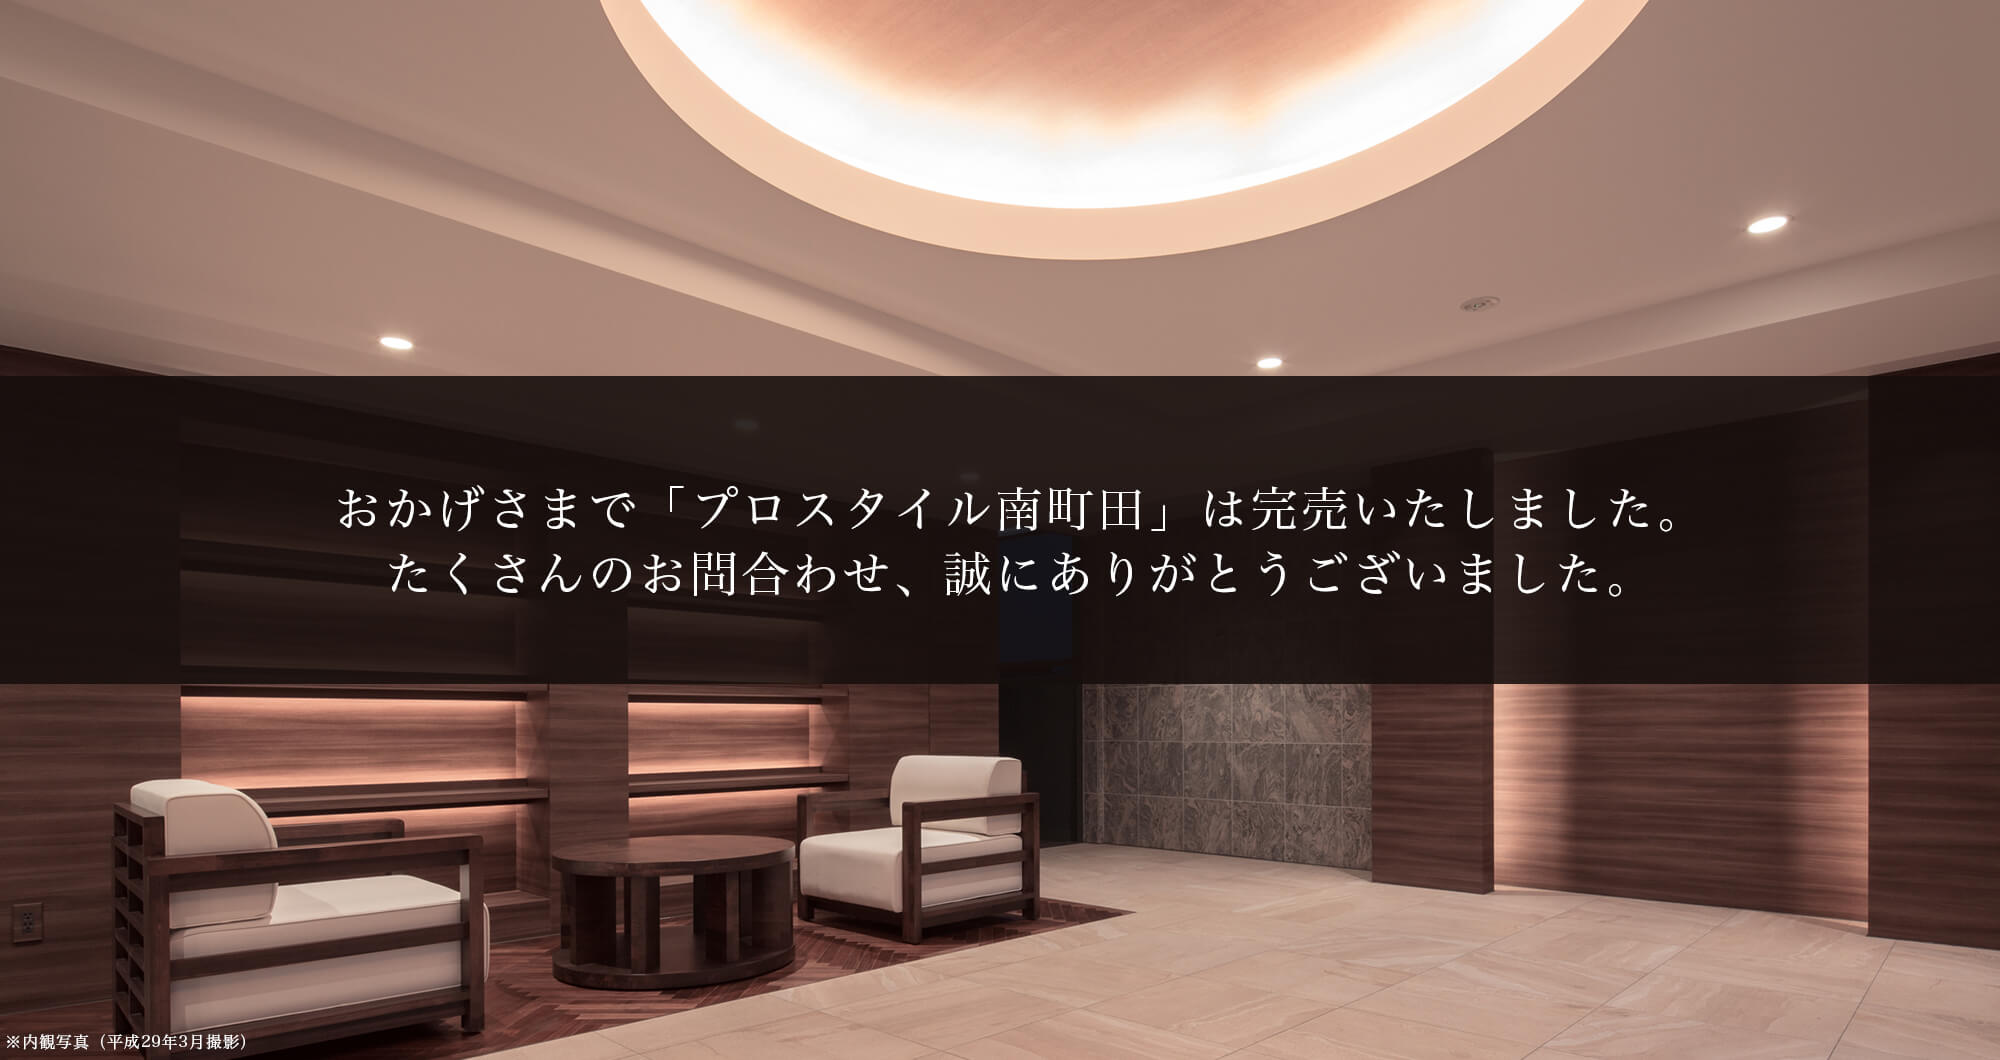 おかげさまで「プロスタイル南町田」は完売いたしました。
たくさんのお問合わせ、誠にありがとうございました。
※内観写真（平成29年3月撮影）